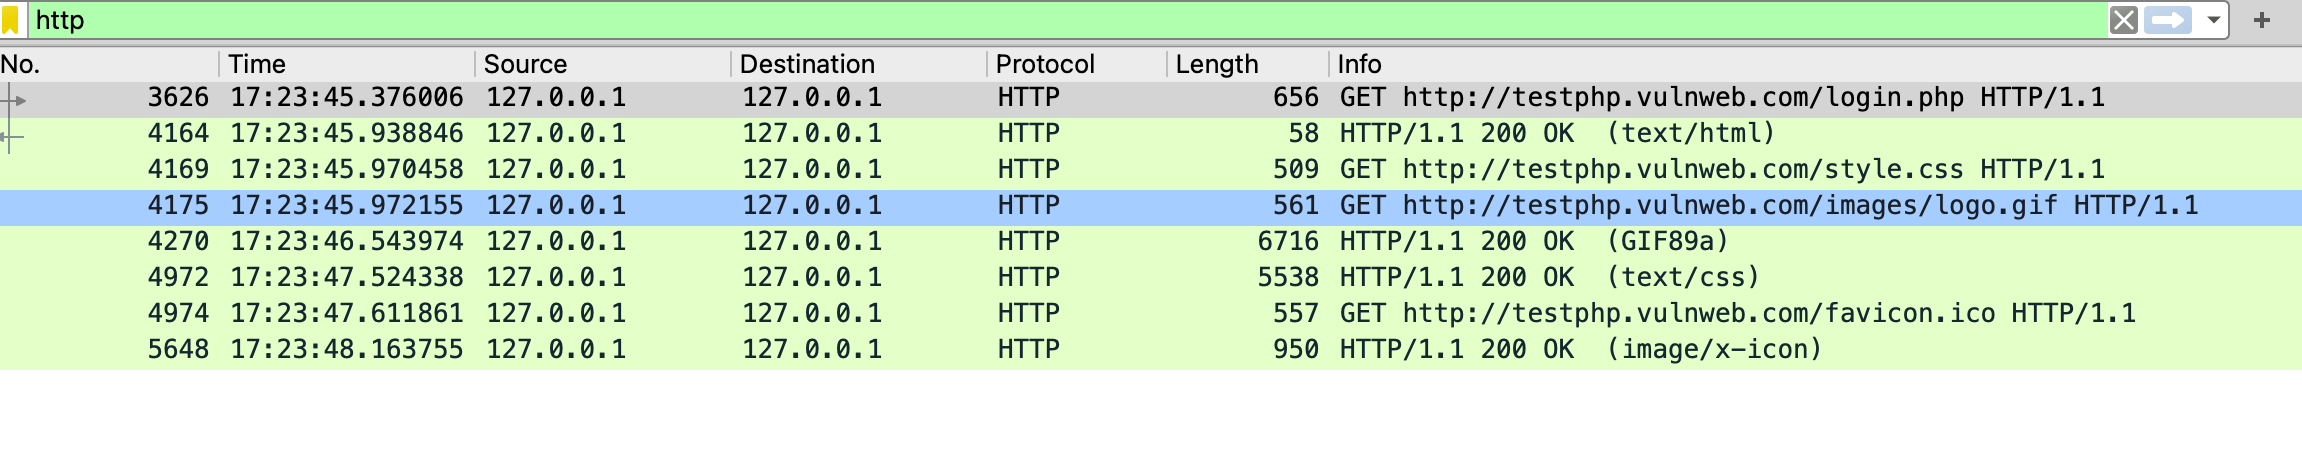 http
No. Time Source Destination Protocol Length Info
3626 17:23:45.376006 127.0.0.1 127.0.0.1 HTTP 656 GET http://testphp.vulnweb.com/login.php HTTP/1.1
4164 17:23:45.938846 127.0.0.1 127.0.0.1 HTTP 58 HTTP/1.1 200 OK (text/html)
4169 17:23:45.970458 127.0.0.1 127.0.0.1 HTTP 509 GET http://testphp.vulnweb.com/style.css HTTP/1.1
4175 17:23:45.972155 127.0.0.1 127.0.0.1 HTTP 561 GET http://testphp.vulnweb.com/images/logo.gif HTTP/1.1
4270 17:23:46.543974 127.0.0.1 127.0.0.1 HTTP 6716 HTTP/1.1 200 OK (GIF89a)
4972 17:23:47.524338 127.0.0.1 127.0.0.1 HTTP 5538 HTTP/1.1 200 OK (text/css)
4974 17:23:47.611861 127.0.0.1 127.0.0.1 HTTP 557 GET http://testphp.vulnweb.com/favicon.ico HTTP/1.1
5648 17:23:48.163755 127.0.0.1 127.0.0.1 HTTP 950 HTTP/1.1 200 OK (image/x-icon)